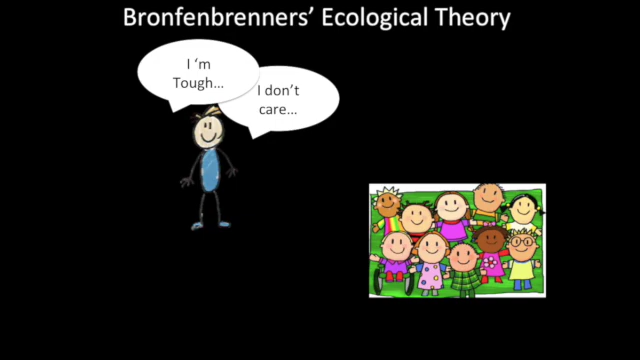 Bronfenbrenners’ Ecological Theory
I ‘m
Tough...
I don’t
care...